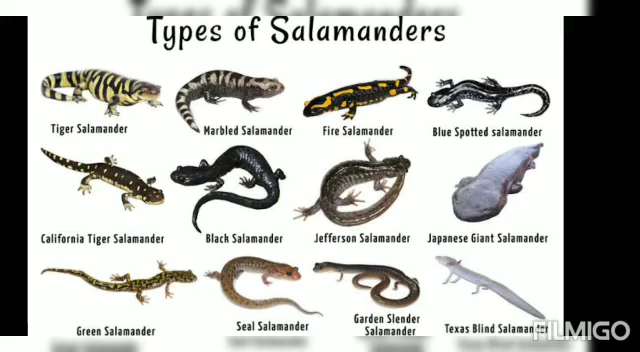 Types of Salamanders
Tiger Salamander
Marbled Salamander
Fire Salamander
Blue Spotted salamander
California Tiger Salamander
Black Salamander
Jefferson Salamander
Japanese Giant Salamander
Green Salamander
Seal Salamander
Garden Slender
Salamander
Texas Blind Salamander
FILMIGO